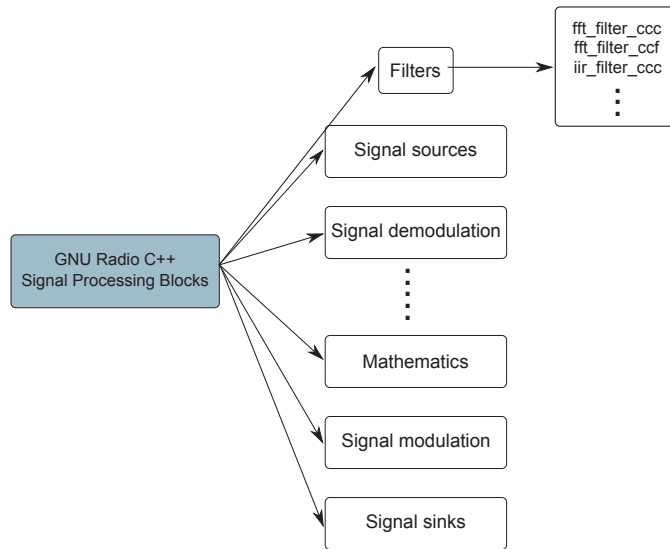 fft_filter_ccc
fft_filter_ccf
iir_filter_ccc
Filters
Signal sources
Signal demodulation
GNU Radio C++
Signal Processing Blocks
Mathematics
Signal modulation
Signal sinks